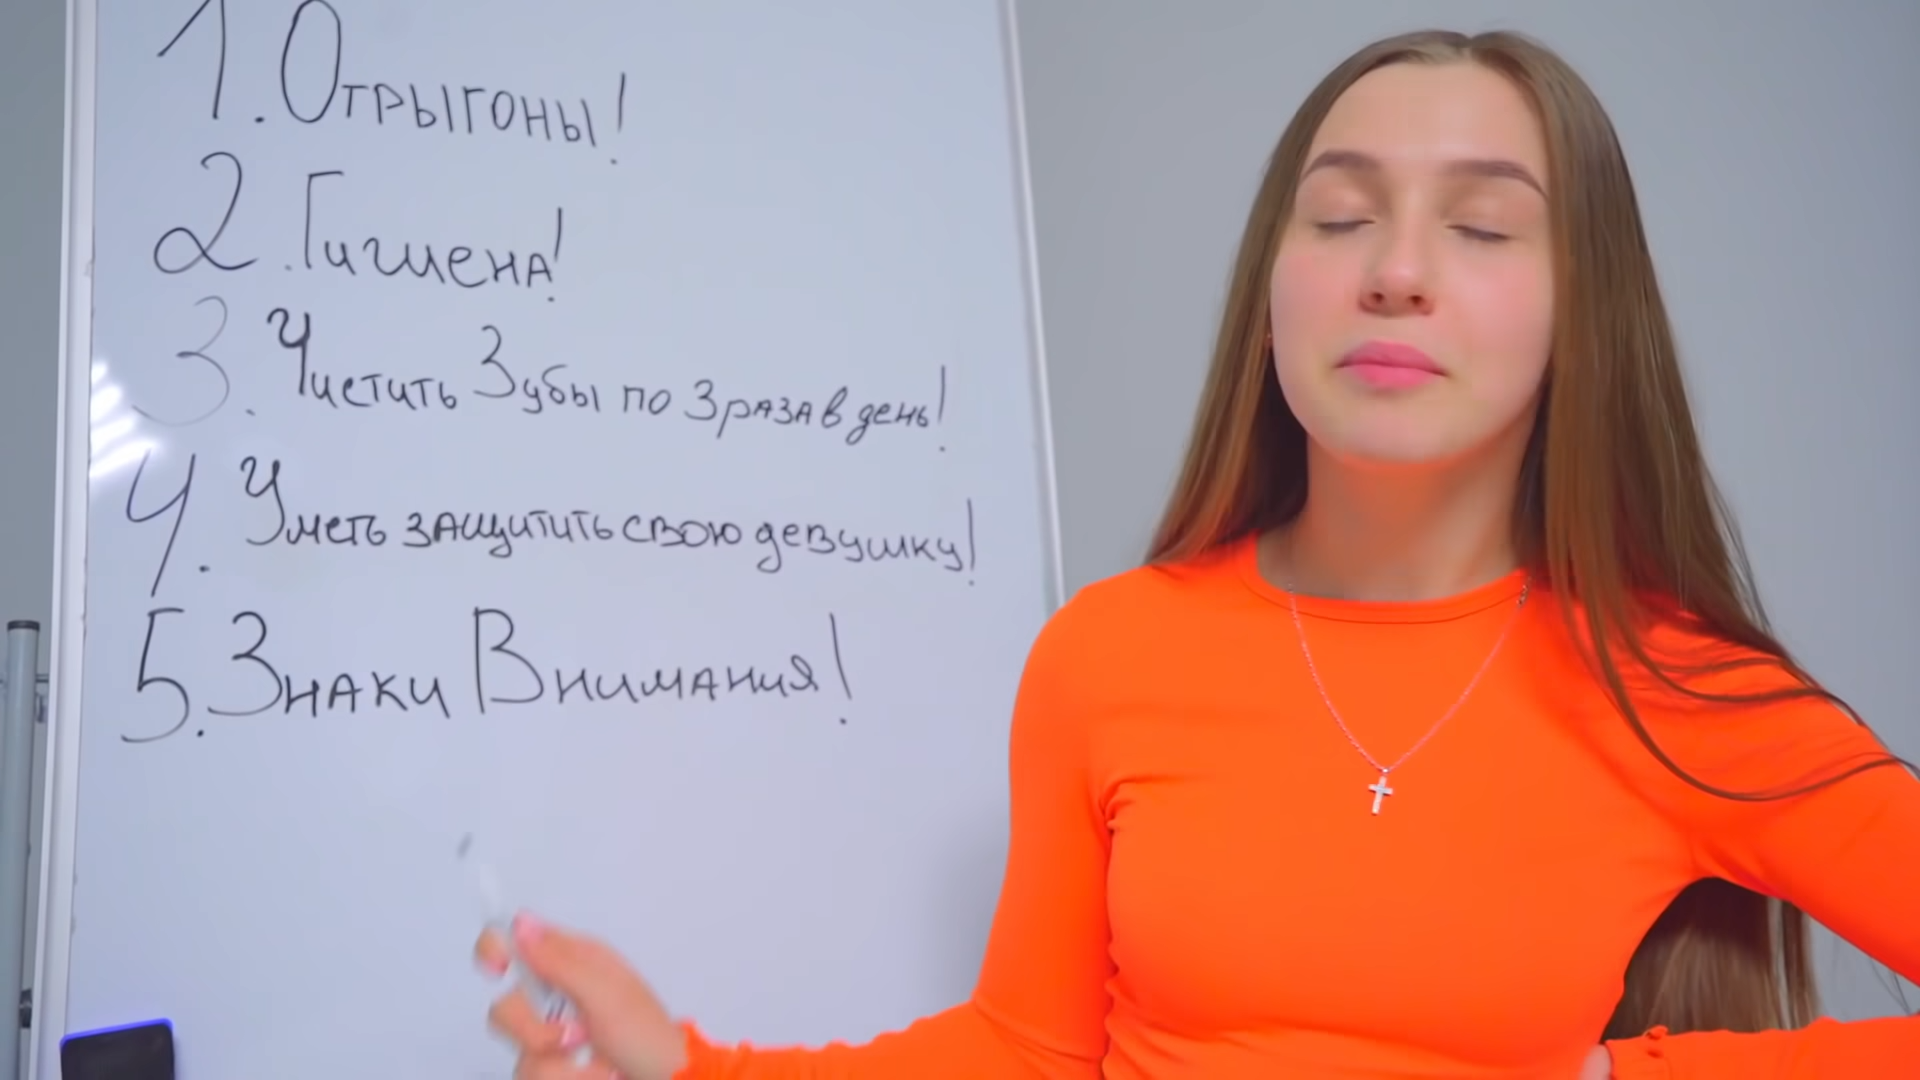 1. Отрыгоны!
2. Гигиена!
3. Чистить Зубы по 3 раза в день!
4. Уметь защитить свою девушку!
5. Знаки Внимания!